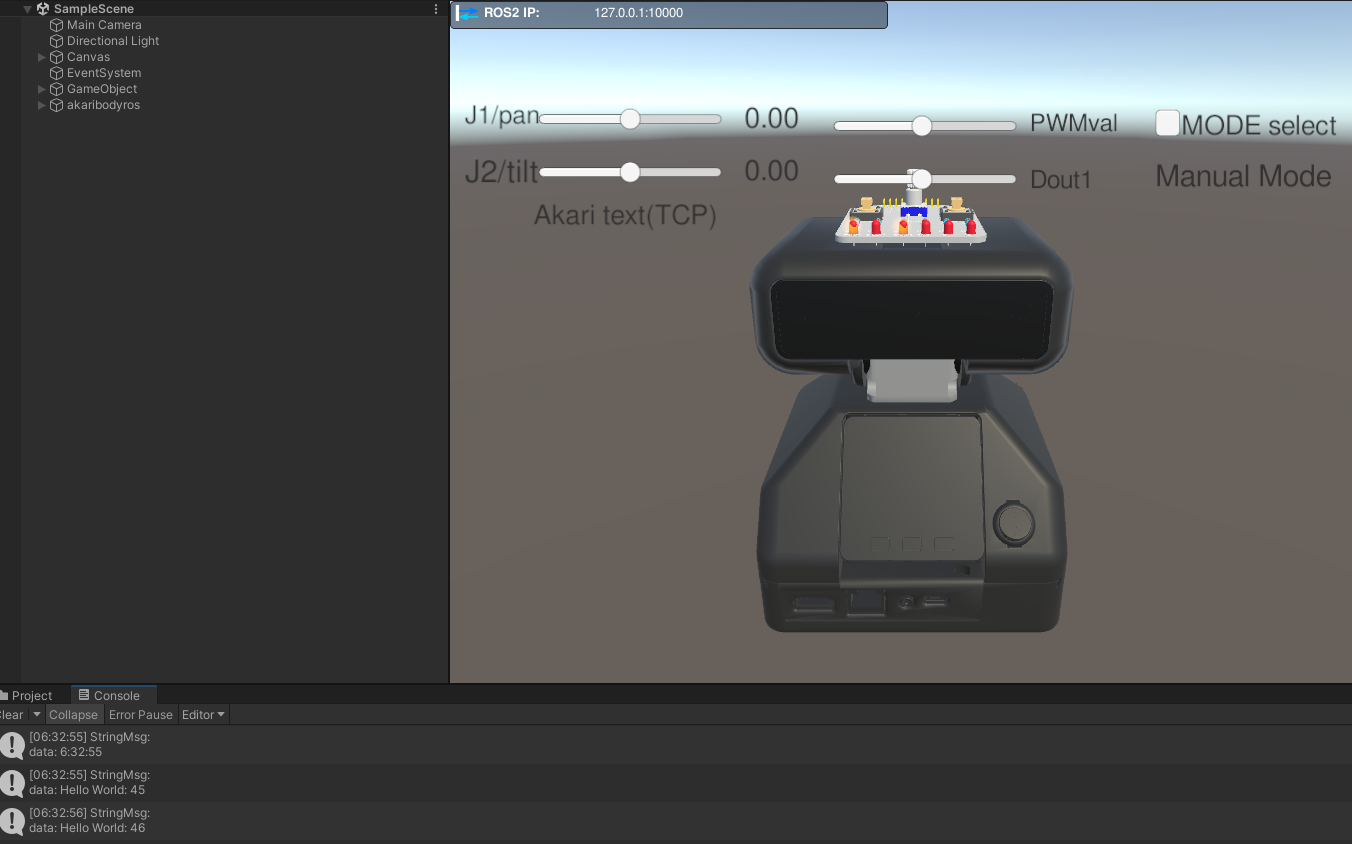 SampleScene
Main Camera
Directional Light
Canvas
EventSystem
GameObject
akaribodyros
ROS2 IP: 127.0.0.1:10000
J1/pan 0.00 PWMval MODE select
J2/tilt 0.00 Dout1 Manual Mode
Akari text(TCP)
Project Console
Clear Collapse Error Pause Editor
[06:32:55] StringMsg:
data: 6:32:55
[06:32:55] StringMsg:
data: Hello World: 45
[06:32:56] StringMsg:
data: Hello World: 46